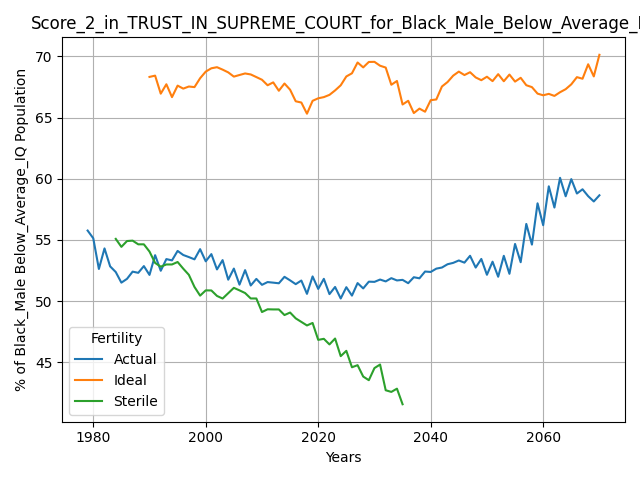 Score_2_in_TRUST_IN_SUPREME_COURT_for_Black_Male_Below_Average_
% of Black_Male Below_Average_IQ Population
70
65
60
55
50
45
Fertility
Actual
Ideal
Sterile
1980
2000
2020
2040
2060
Years